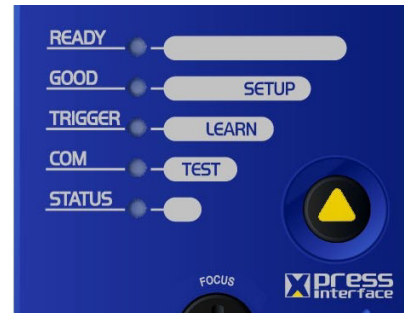 READY
GOOD SETUP
TRIGGER LEARN
COM TEST
STATUS
FOCUS
Xpress
interface